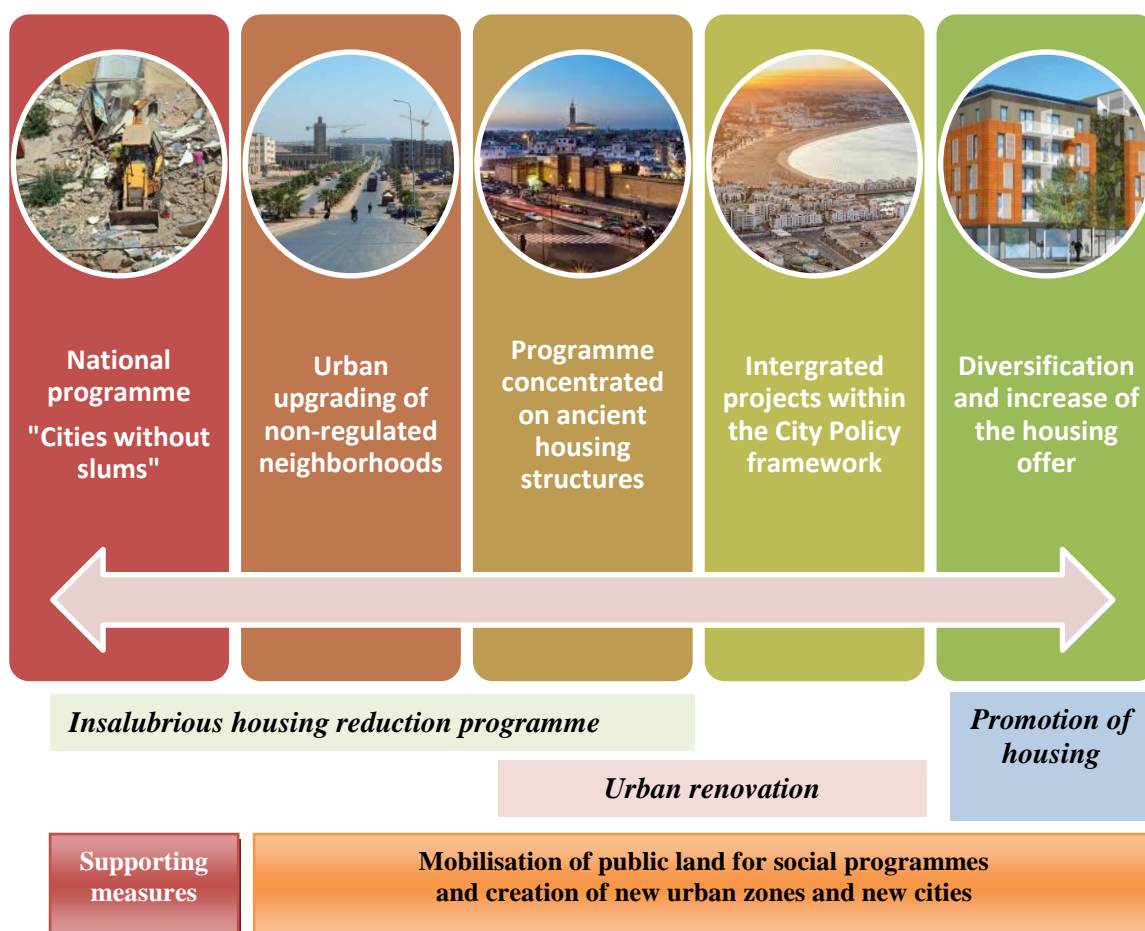 National
programme
"Cities without
slums"
Urban
upgrading of
non-regulated
neighborhoods
Programme
concentrated
on ancient
housing
structures
Intergrated
projects within
the City Policy
framework
Diversification
and increase of
the housing
offer
Insalubrious housing reduction programme
Promotion of
housing
Urban renovation
Supporting
measures
Mobilisation of public land for social programmes
and creation of new urban zones and new cities